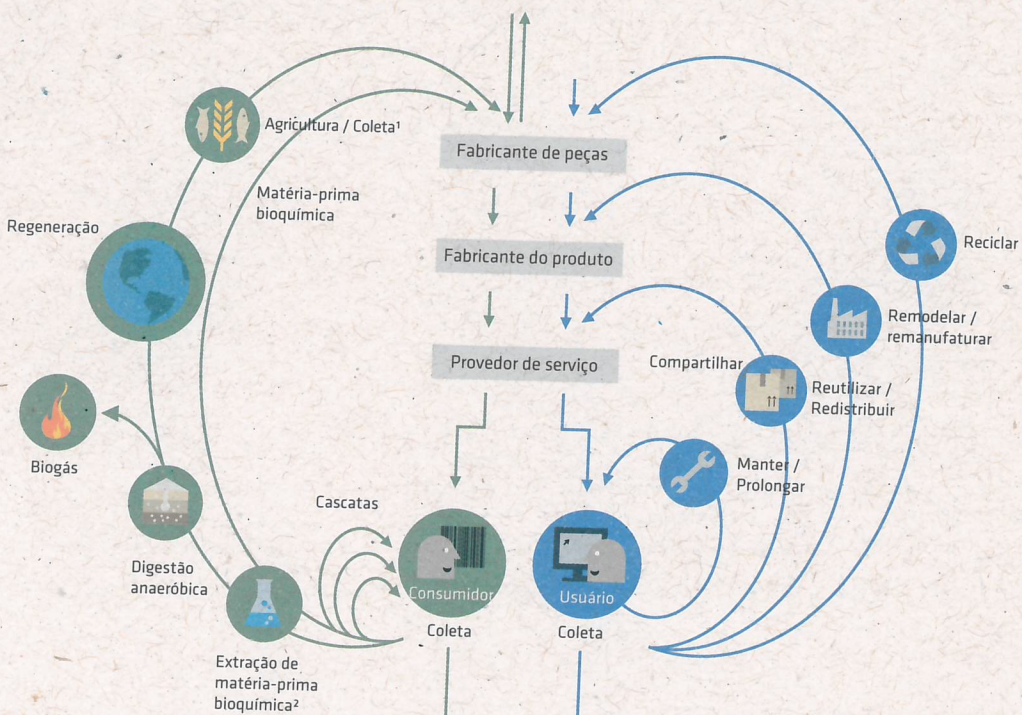 Agricultura / Coleta¹
Fabricante de peças
Matéria-prima
bioquímica
Regeneração
Reciclar
Fabricante do produto
Remodelar /
remanufaturar
Provedor de serviço
Compartilhar
Reutilizar /
Redistribuir
Biogás
Manter /
Prolongar
Cascatas
Digestão
anaeróbica
Consumidor
Usuário
Coleta
Coleta
Extração de
matéria-prima
bioquímica²